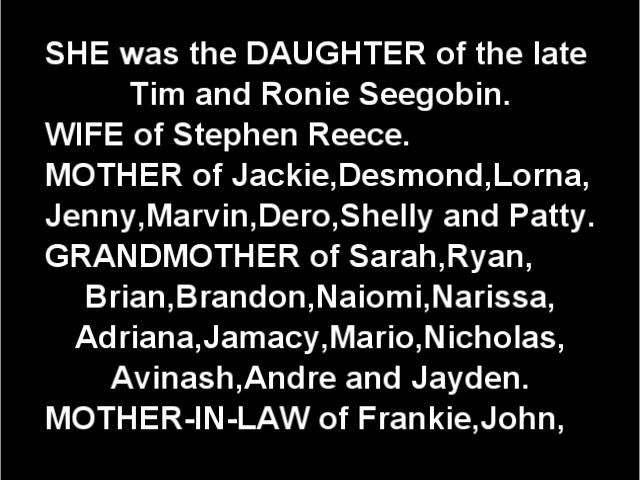 SHE was the DAUGHTER of the late
Tim and Ronie Seegobin.
WIFE of Stephen Reece.
MOTHER of Jackie,Desmond,Lorna,
Jenny,Marvin,Dero,Shelly and Patty.
GRANDMOTHER of Sarah,Ryan,
Brian,Brandon,Naiomi,Narissa,
Adriana,Jamacy,Mario,Nicholas,
Avinash,Andre and Jayden.
MOTHER-IN-LAW of Frankie,John,